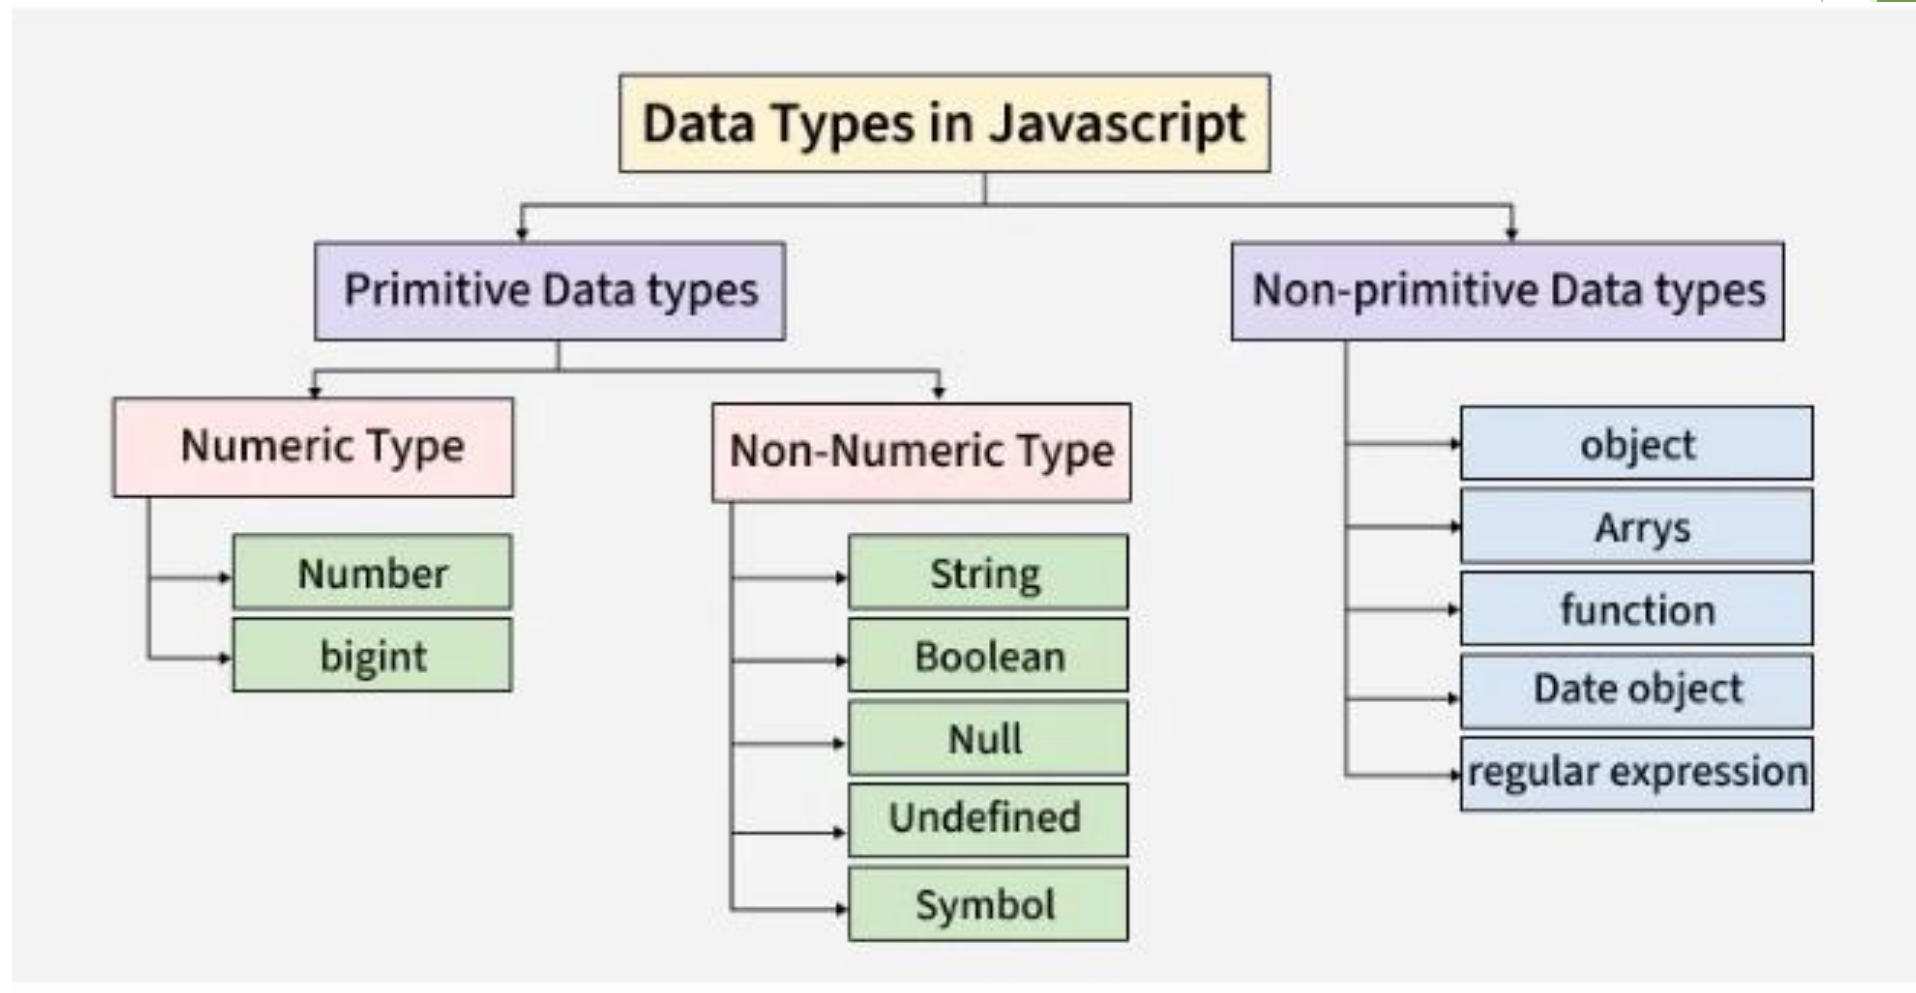 Data Types in Javascript
Primitive Data types
Non-primitive Data types
Numeric Type
Non-Numeric Type
Number
bigint
String
Boolean
Null
Undefined
Symbol
object
Arrys
function
Date object
regular expression